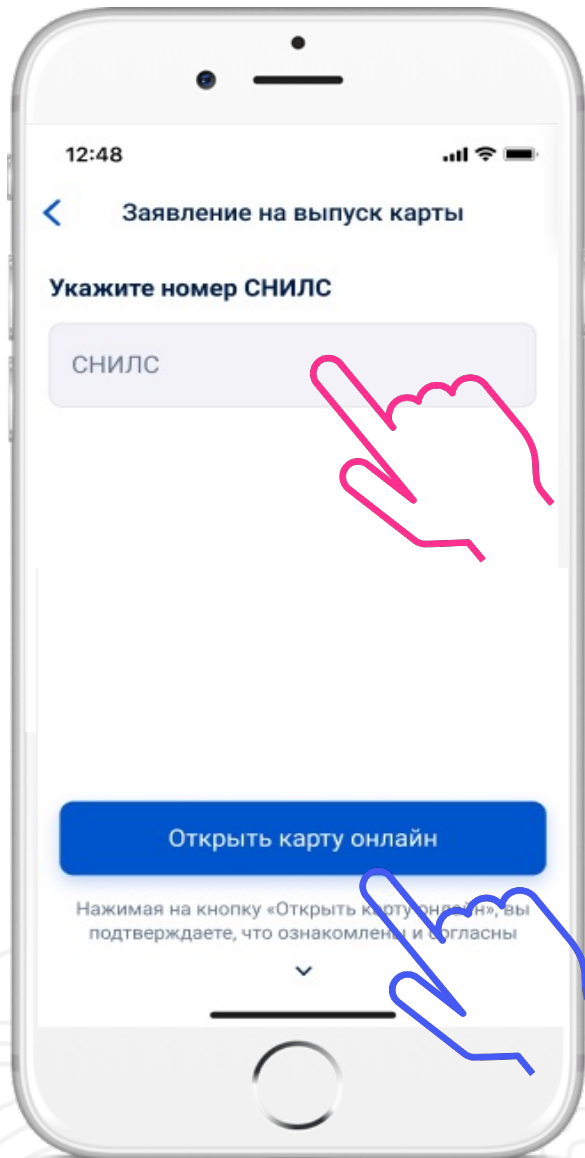 12:48
Заявление на выпуск карты
Укажите номер СНИЛС
СНИЛС
Открыть карту онлайн
Нажимая на кнопку «Открыть карту онлайн», вы
подтверждаете, что ознакомлены и согласны